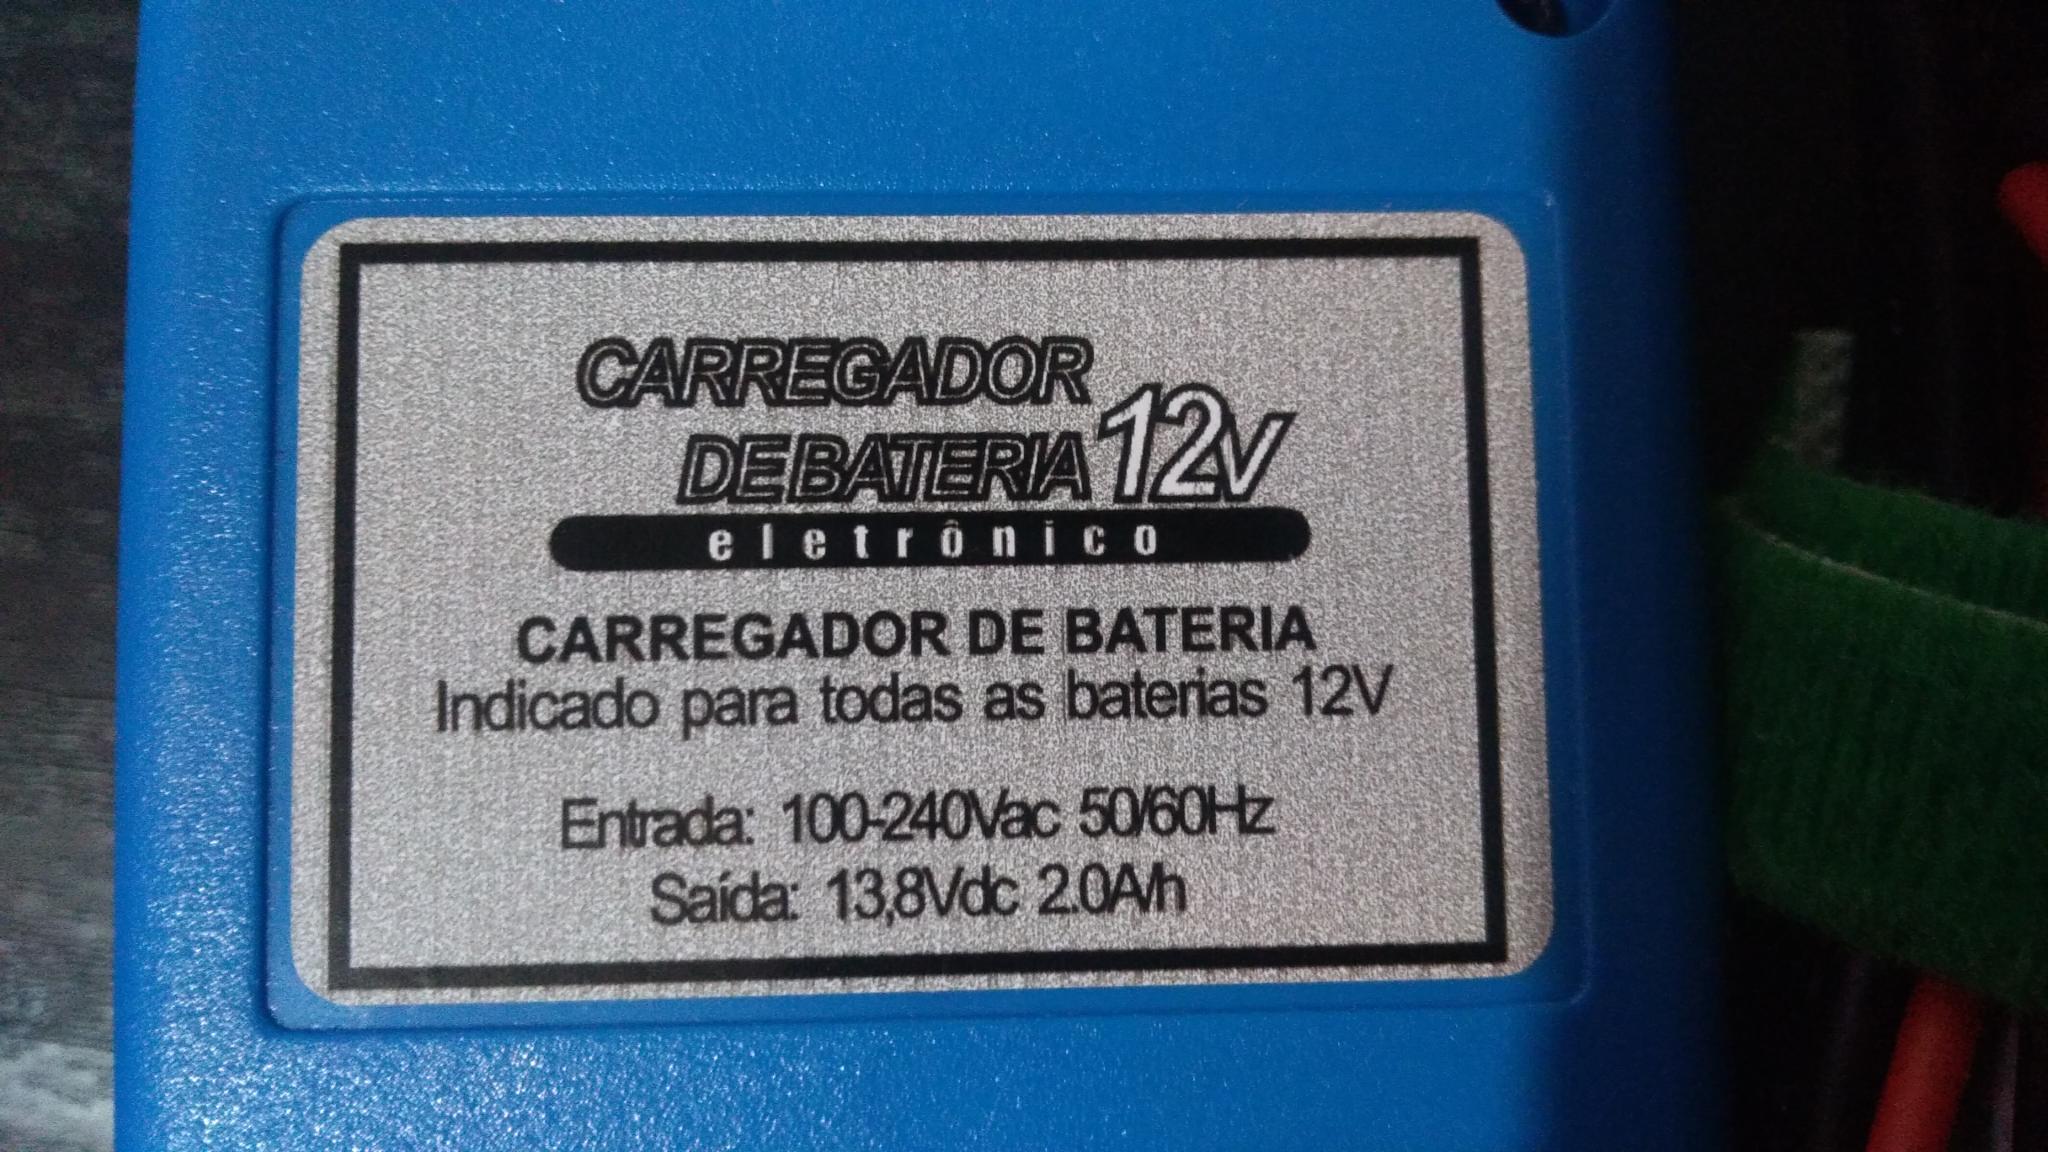 CARREGADOR
DE BATERIA 12V
eletrônico
CARREGADOR DE BATERIA
Indicado para todas as baterias 12V
Entrada: 100-240Vac 50/60Hz
Saída: 13,8Vdc 2.0A/h